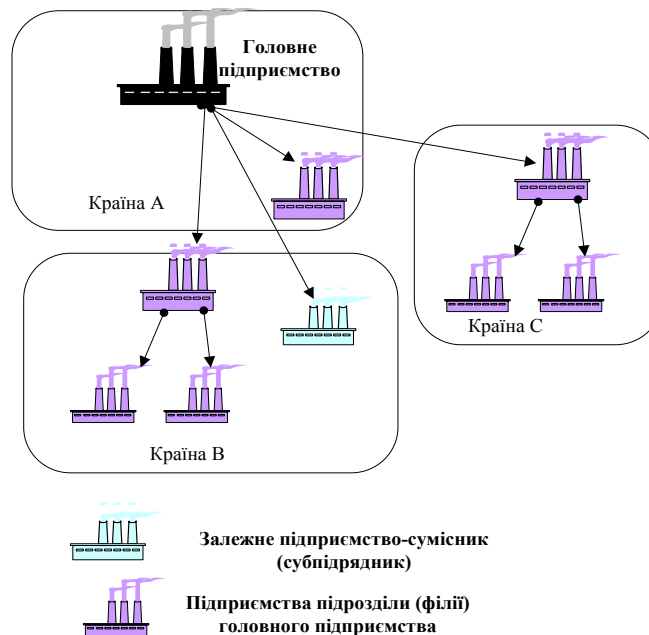 Головне
підприємство
Країна А
Країна С
Країна В
Залежне підприємство-сумісник
(субпідрядник)
Підприємства підрозділи (філії)
головного підприємства